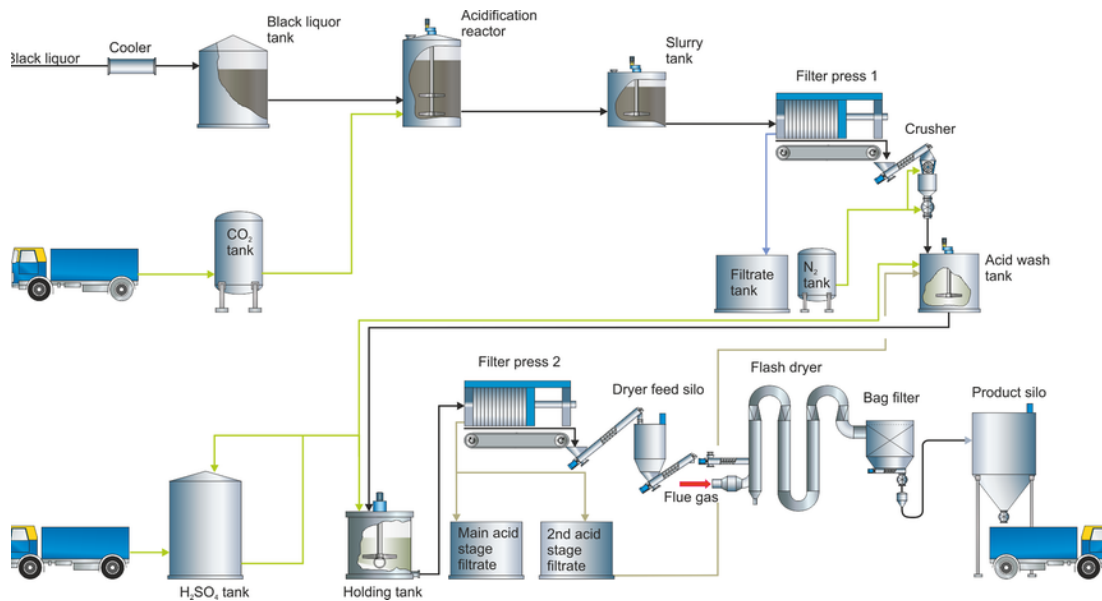 Black liquor
Cooler
Black liquor
tank
Acidification
reactor
Slurry
tank
Filter press 1
Crusher
CO₂
tank
Filtrate
tank
N₂
tank
Acid wash
tank
Filter press 2
Dryer feed silo
Flash dryer
Bag filter
Product silo
Flue gas
Main acid
stage
filtrate
2nd acid
stage
filtrate
H₂SO₄ tank
Holding tank